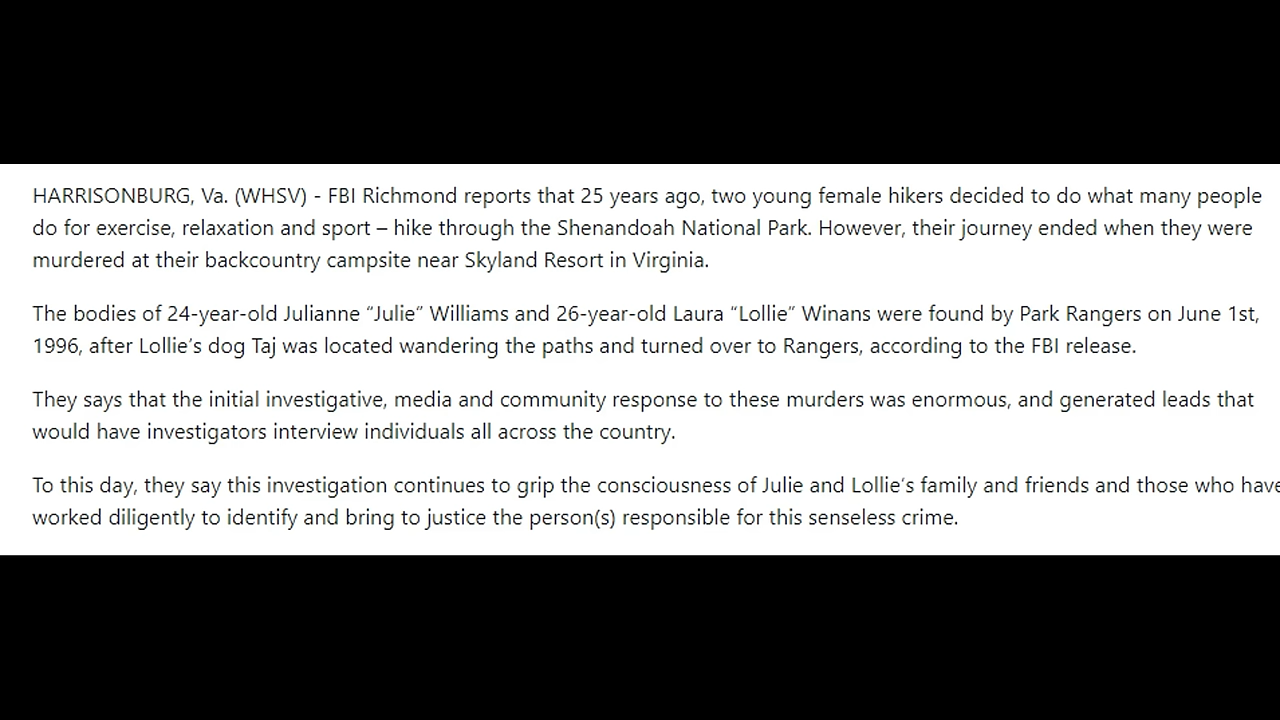 HARRISONBURG, Va. (WHSV) - FBI Richmond reports that 25 years ago, two young female hikers decided to do what many people
do for exercise, relaxation and sport – hike through the Shenandoah National Park. However, their journey ended when they were
murdered at their backcountry campsite near Skyland Resort in Virginia.
The bodies of 24-year-old Julianne “Julie” Williams and 26-year-old Laura “Lollie” Winans were found by Park Rangers on June 1st,
1996, after Lollie’s dog Taj was located wandering the paths and turned over to Rangers, according to the FBI release.
They says that the initial investigative, media and community response to these murders was enormous, and generated leads that
would have investigators interview individuals all across the country.
To this day, they say this investigation continues to grip the consciousness of Julie and Lollie’s family and friends and those who have
worked diligently to identify and bring to justice the person(s) responsible for this senseless crime.